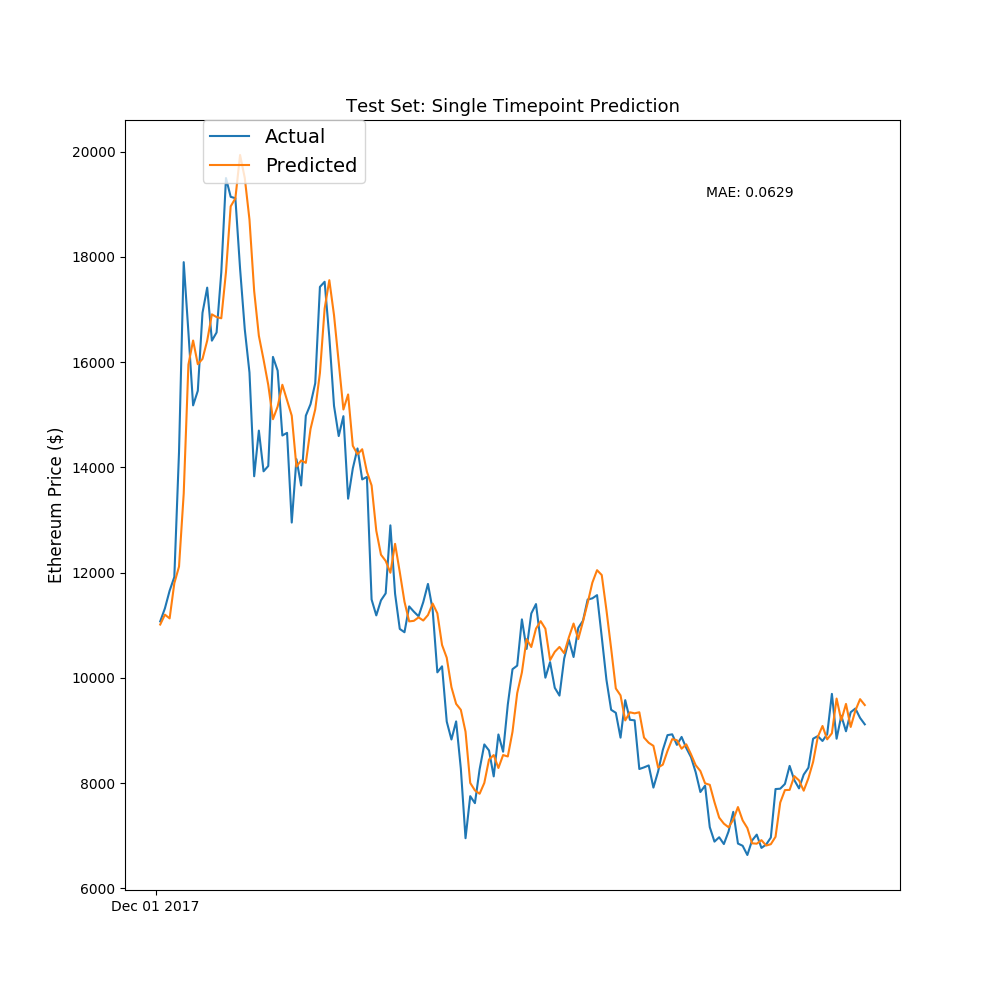 Test Set: Single Timepoint Prediction
Actual
Predicted
MAE: 0.0629
Ethereum Price ($)
20000
18000
16000
14000
12000
10000
8000
6000
Dec 01 2017